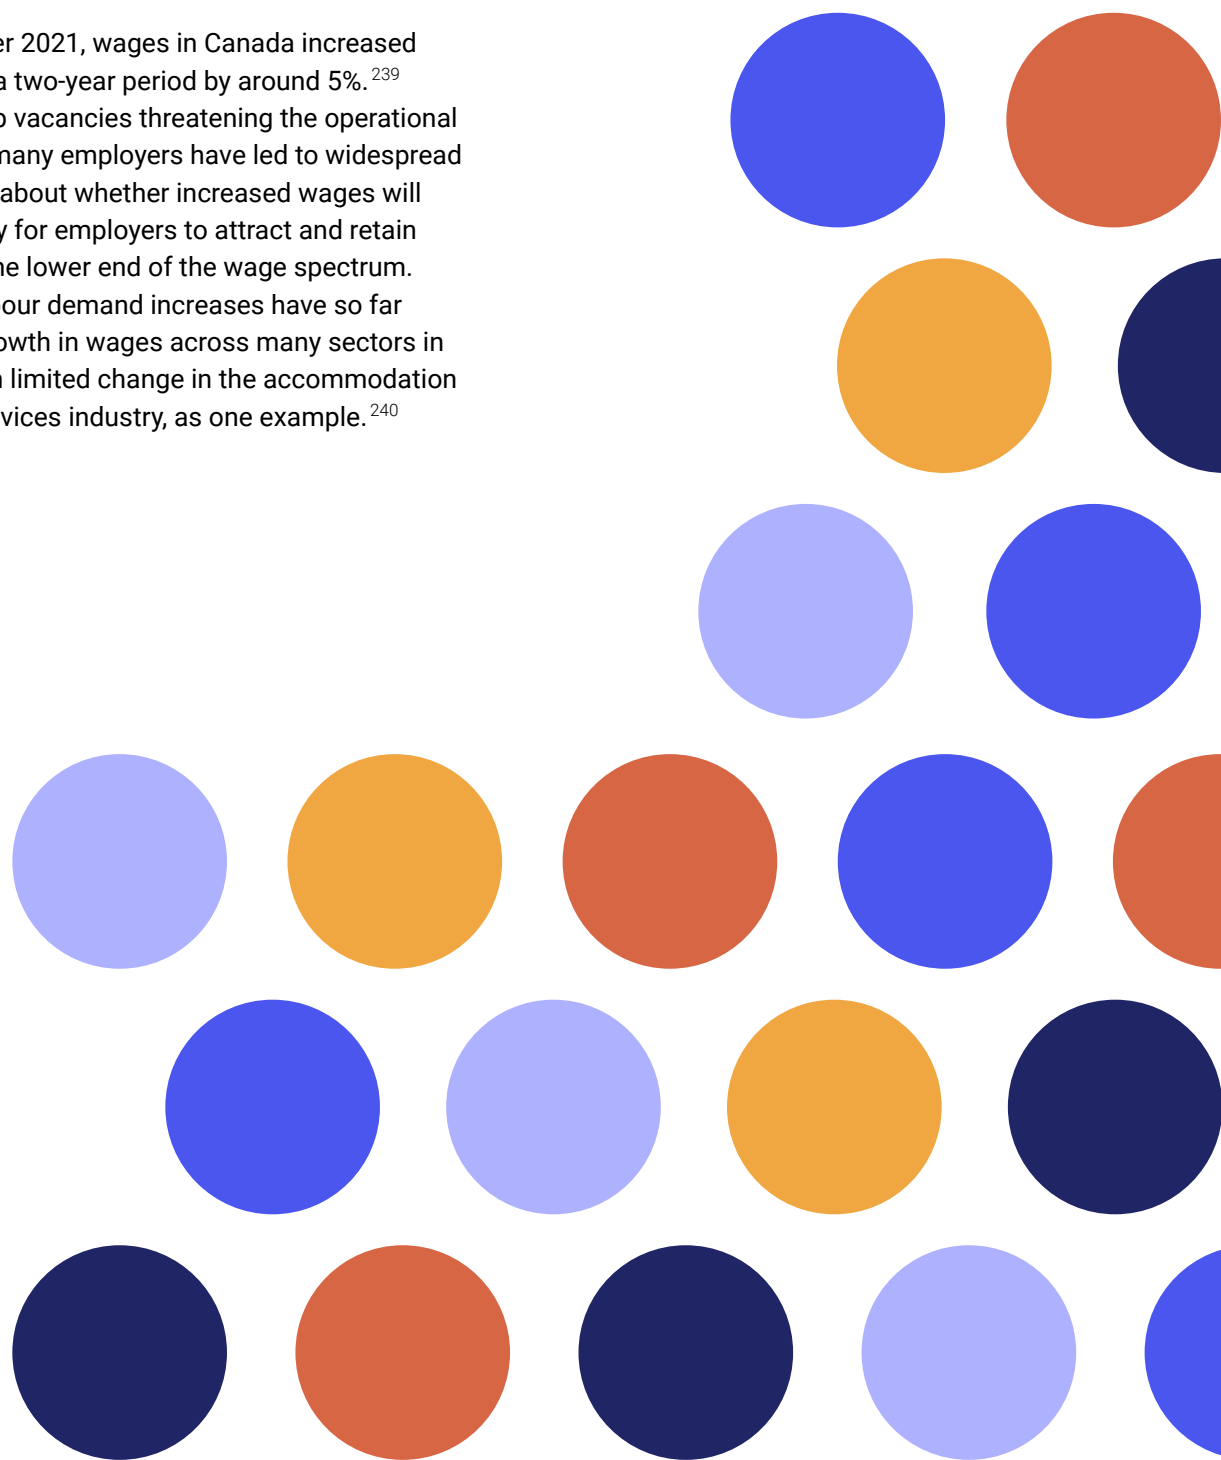 er 2021, wages in Canada increased
a two-year period by around 5%.239
vacancies threatening the operational
many employers have led to widespread
about whether increased wages will
y for employers to attract and retain
ne lower end of the wage spectrum.
our demand increases have so far
owth in wages across many sectors in
limited change in the accommodation
vices industry, as one example.240